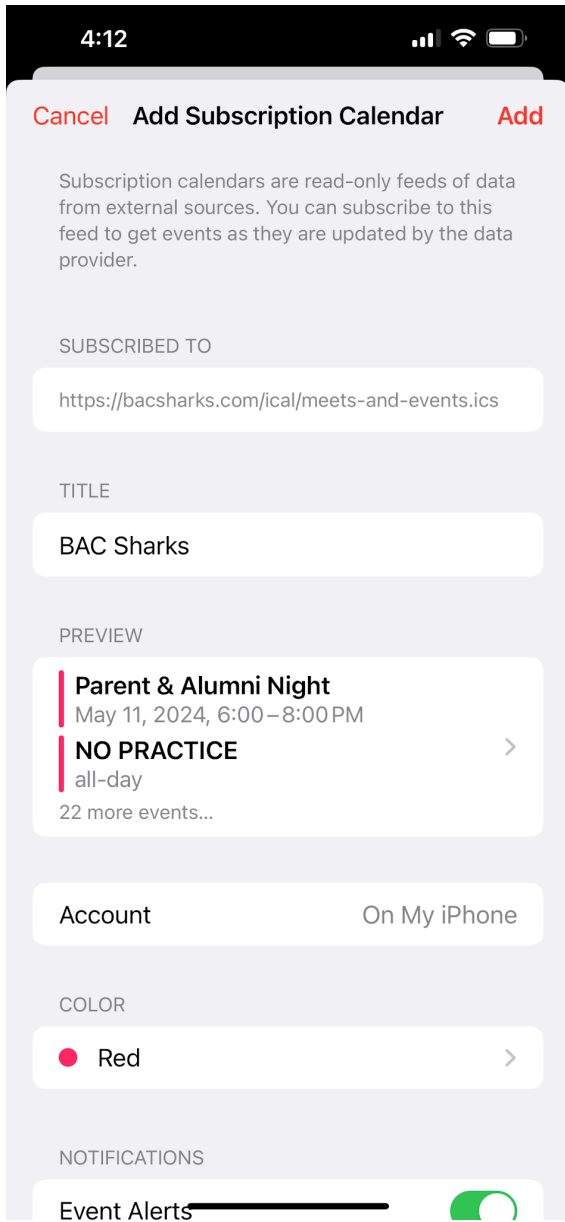 4:12
Cancel Add Subscription Calendar Add
Subscription calendars are read-only feeds of data
from external sources. You can subscribe to this
feed to get events as they are updated by the data
provider.
SUBSCRIBED TO
https://bacsharks.com/ical/meets-and-events.ics
TITLE
BAC Sharks
PREVIEW
Parent & Alumni Night
May 11, 2024, 6:00–8:00 PM
NO PRACTICE
all-day
22 more events...
Account On My iPhone
COLOR
Red
NOTIFICATIONS
Event Alerts